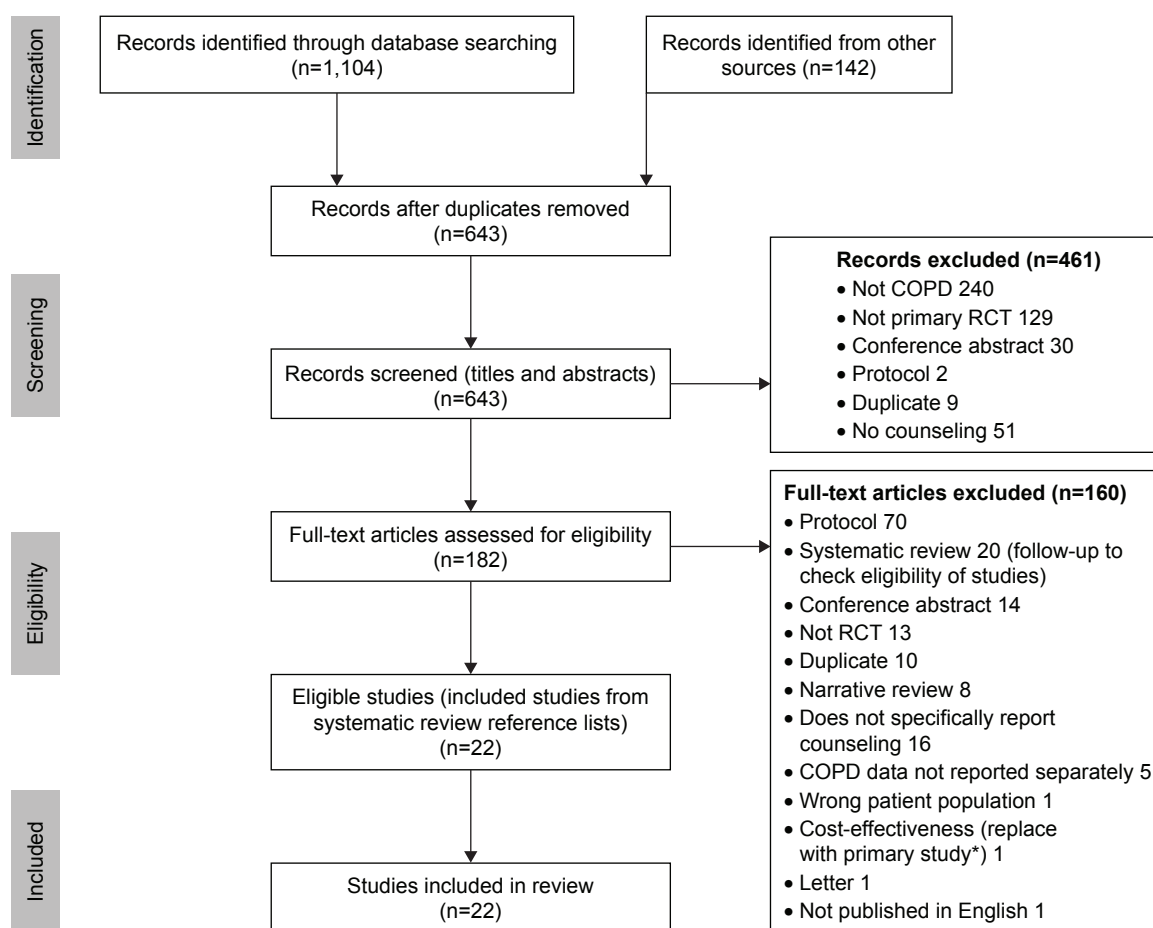 Identification
Records identified through database searching
(n=1,104)
Records identified from other
sources (n=142)
Records after duplicates removed
(n=643)
Screening
Records screened (titles and abstracts)
(n=643)
Records excluded (n=461)
• Not COPD 240
• Not primary RCT 129
• Conference abstract 30
• Protocol 2
• Duplicate 9
• No counseling 51
Eligibility
Full-text articles assessed for eligibility
(n=182)
Full-text articles excluded (n=160)
• Protocol 70
• Systematic review 20 (follow-up to
check eligibility of studies)
• Conference abstract 14
• Not RCT 13
• Duplicate 10
• Narrative review 8
• Does not specifically report
counseling 16
• COPD data not reported separately 5
• Wrong patient population 1
• Cost-effectiveness (replace
with primary study*) 1
• Letter 1
• Not published in English 1
Eligible studies (included studies from
systematic review reference lists)
(n=22)
Included
Studies included in review
(n=22)